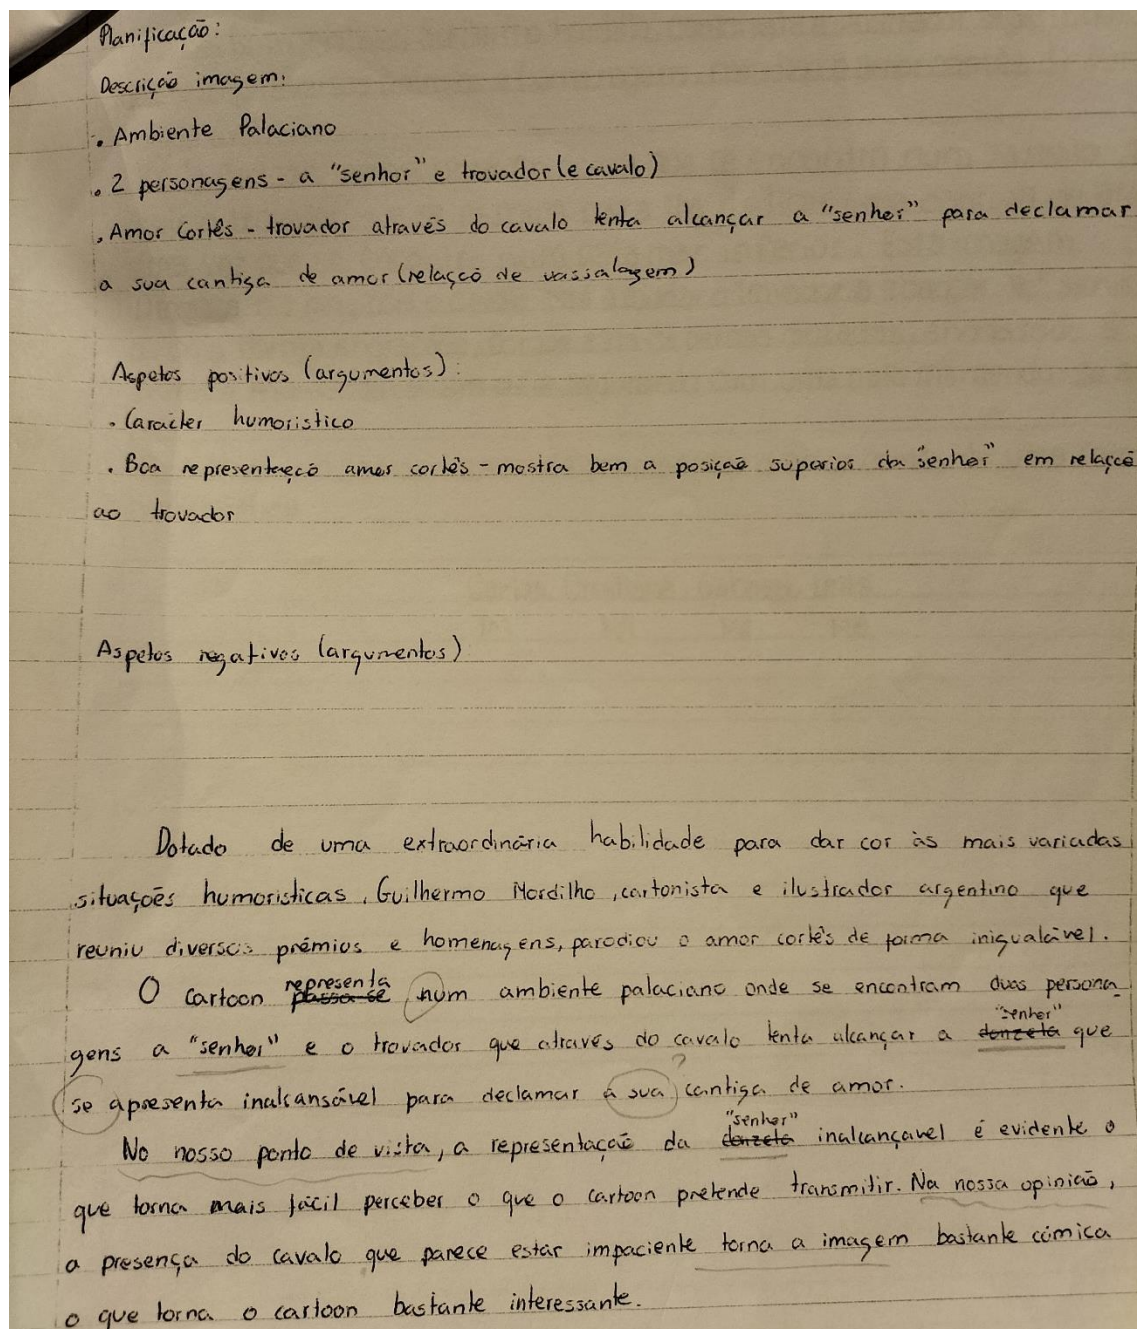 Planificação:
Descrição imagem:
. Ambiente Palaciano
. 2 personagens - a "senhor" e trovador (e cavalo)
. Amor Cortês - trovador através do cavalo tenta alcançar a "senhor" para declamar
a sua cantiga de amor (relação de vassalagem)
Aspetos positivos (argumentos):
. Carácter humoristico
. Boa representação amor cortês - mostra bem a posição superior da "senhor" em relação
ao trovador
Aspetos negativos (argumentos)
Dotado de uma extraordinária habilidade para dar cor às mais variadas
situações humoristicas, Guilhermo Mordilho, cartonista e ilustrador argentino que
reuniu diversos prémios e homenagens, parodiou o amor cortês de forma inigualável.
O cartoon passa-se representa num ambiente palaciano onde se encontram duas persona_
gens a "senhor" e o trovador que através do cavalo tenta alcançar a donzela "senhor" que
se apresenta inalcansável para declamar a sua ? cantiga de amor.
No nosso ponto de vista, a representação da donzela "senhor" inalcançavel é evidente o
que torna mais fácil perceber o que o cartoon pretende transmitir. Na nossa opinião,
a presença do cavalo que parece estar impaciente torna a imagem bastante cómica
o que torna o cartoon bastante interessante.